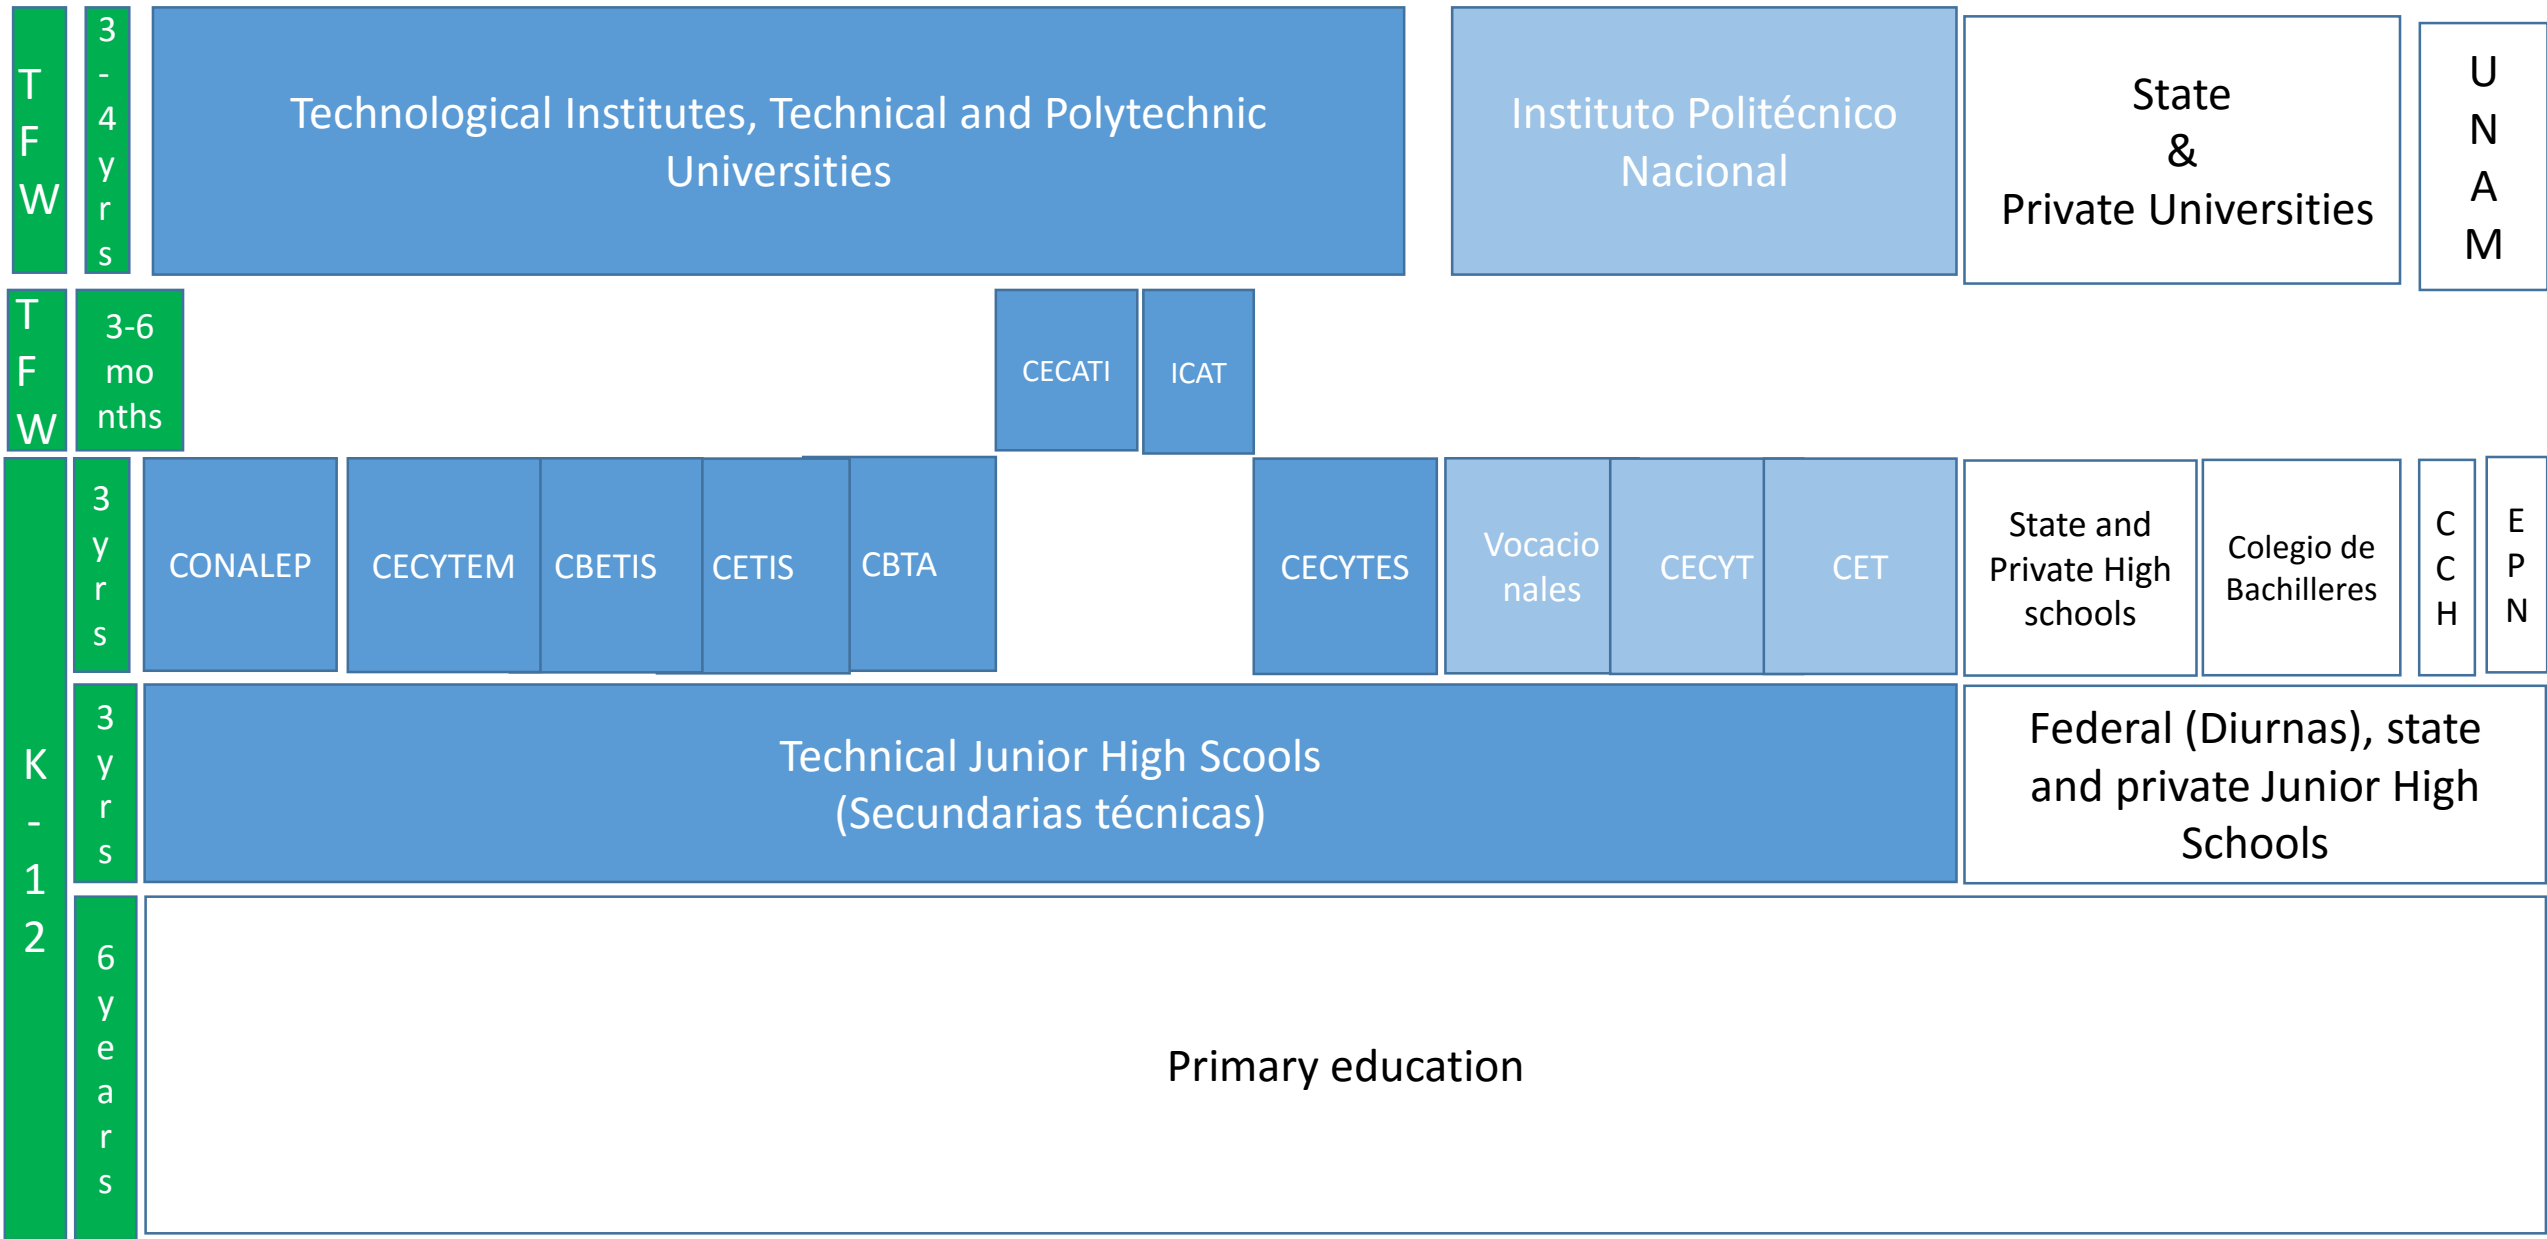 T
F
W
3
-
4
y
r
s
Technological Institutes, Technical and Polytechnic
Universities
Instituto Politécnico
Nacional
State
&
Private Universities
U
N
A
M
T
F
W
3-6
mo
nths
CECATI
ICAT
K
-
1
2
3
y
r
s
CONALEP
CECYTEM
CBETIS
CETIS
CBTA
CECYTES
Vocacio
nales
CECYT
CET
State and
Private High
schools
Colegio de
Bachilleres
C
C
H
E
P
N
3
y
r
s
Technical Junior High Scools
(Secundarias técnicas)
Federal (Diurnas), state
and private Junior High
Schools
6
y
e
a
r
s
Primary education